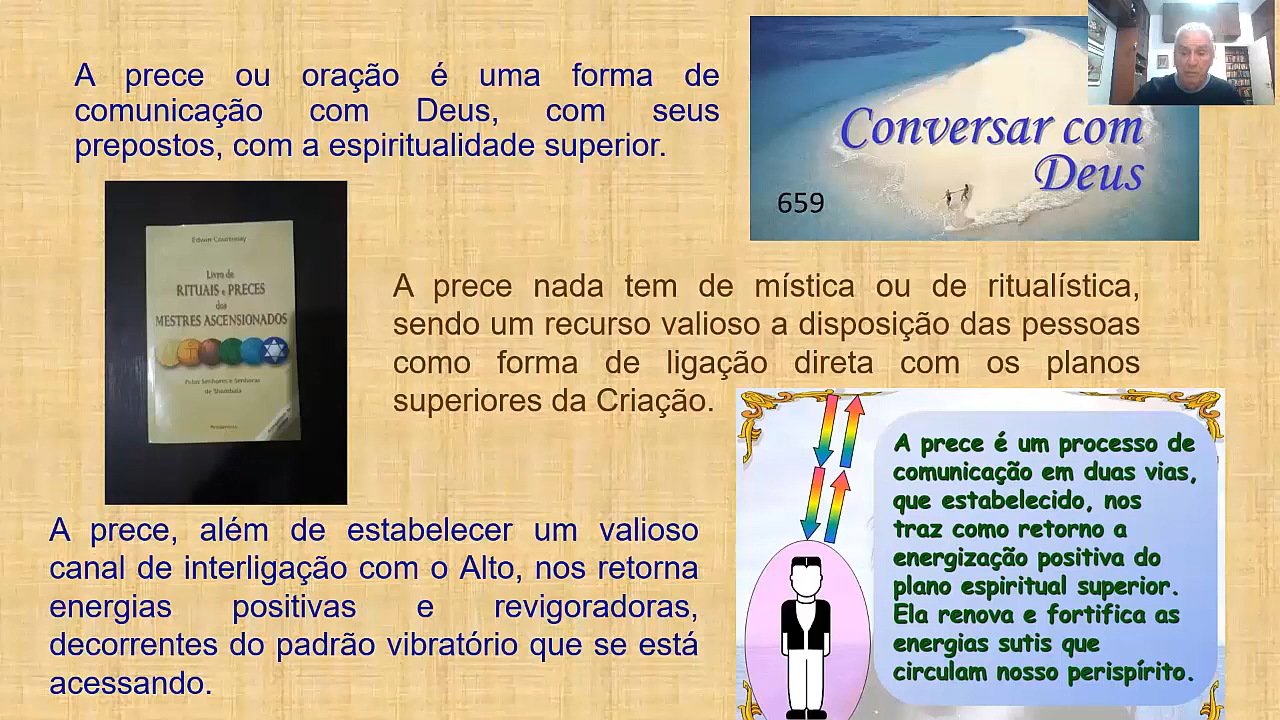 A prece ou oração é uma forma de
comunicação com Deus, com seus
prepostos, com a espiritualidade superior.
Conversar com
Deus
659
Edwin Courtenay
Livro de
RITUAIS e PRECES
dos
MESTRES ASCENSIONADOS
Pelos Senhores e Senhoras
de Shambala
A prece nada tem de mística ou de ritualística,
sendo um recurso valioso a disposição das pessoas
como forma de ligação direta com os planos
superiores da Criação.
A prece, além de estabelecer um valioso
canal de interligação com o Alto, nos retorna
energias positivas e revigoradoras,
decorrentes do padrão vibratório que se está
acessando.
A prece é um processo de
comunicação em duas vias,
que estabelecido, nos
traz como retorno a
energização positiva do
plano espiritual superior.
Ela renova e fortifica as
energias sutis que
circulam nosso perispírito.